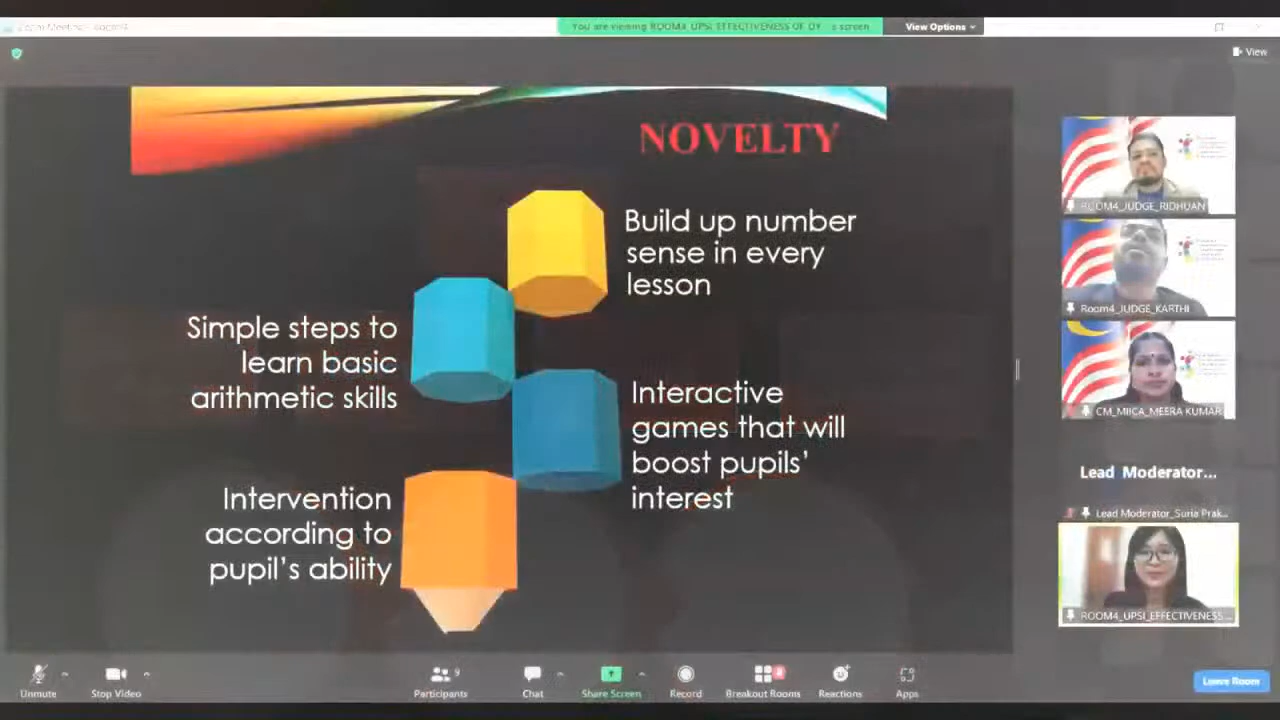 You are viewing ROOM4_UPSI_EFFECTIVENESS OF DY... 's screen
View Options
View
NOVELTY
Build up number
sense in every
lesson
Simple steps to
learn basic
arithmetic skills
Interactive
games that will
boost pupils'
interest
Intervention
according to
pupil's ability
ROOM4_JUDGE_RIDHUAN
Room4_JUDGE_KARTHI
CM_MIICA_MEERA KUMAR
Lead Moderator...
Lead Moderator_Suria Prak...
ROOM4_UPSI_EFFECTIVENESS...
Unmute
Stop Video
Participants
9
Chat
Share Screen
Record
Breakout Rooms
Reactions
Apps
Leave Room